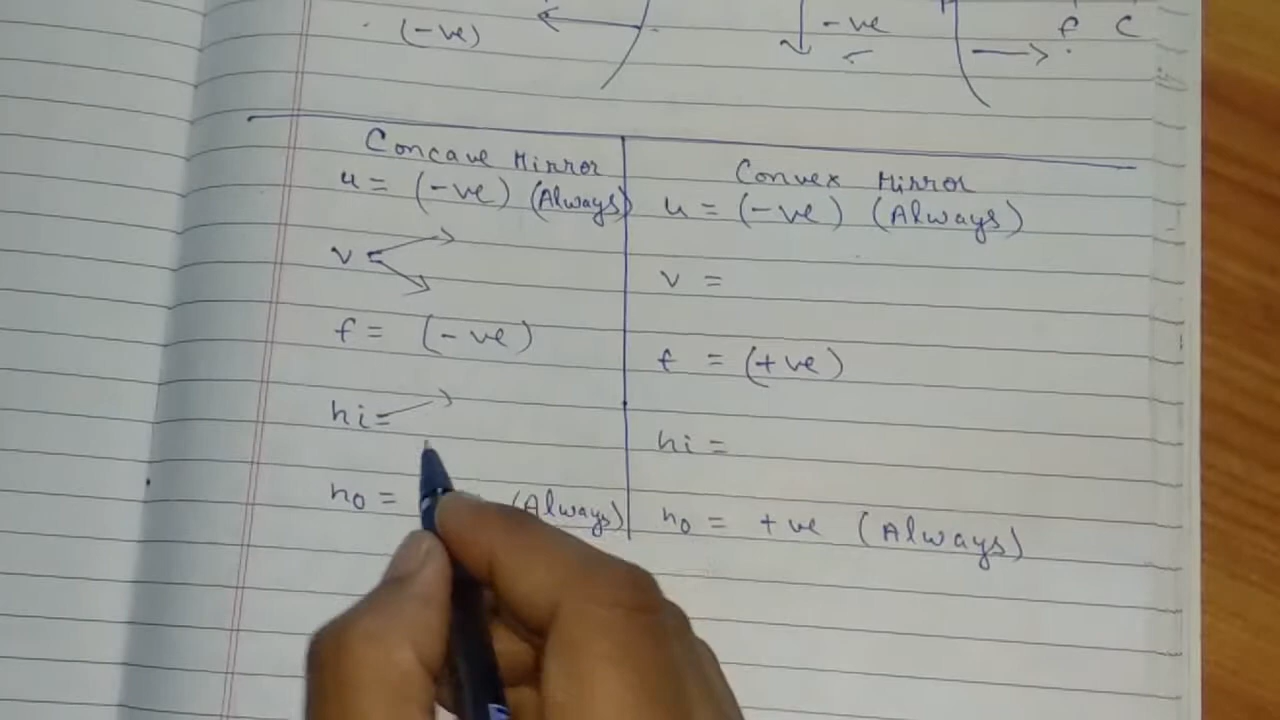 (-ve)
-ve
f C
Concave Mirror
u = (-ve) (Always)
v
f = (-ve)
hi =
ho = (Always)
Convex Mirror
u = (-ve) (Always)
v =
f = (+ve)
hi =
ho = +ve (Always)